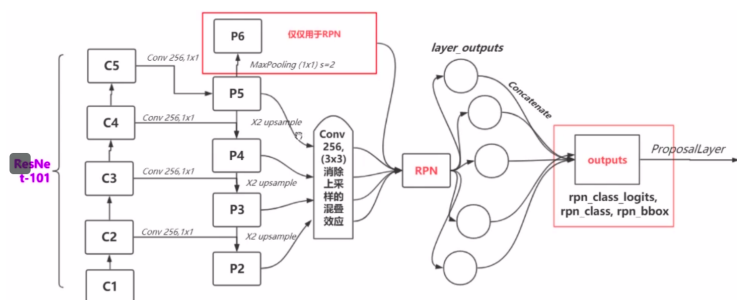 P6
仅仅用于RPN
MaxPooling (1x1) s=2
layer_outputs
C5
Conv 256,1x1
P5
X2 upsample
Concatenate
C4
Conv 256,1x1
P4
X2 upsample
Conv
256,
(3x3)
消除
上采
样的
混叠
效应
RPN
outputs
ProposalLayer
rpn_class_logits,
rpn_class, rpn_bbox
ResNe
t-101
C3
Conv 256,1x1
P3
X2 upsample
C2
Conv 256,1x1
P2
C1